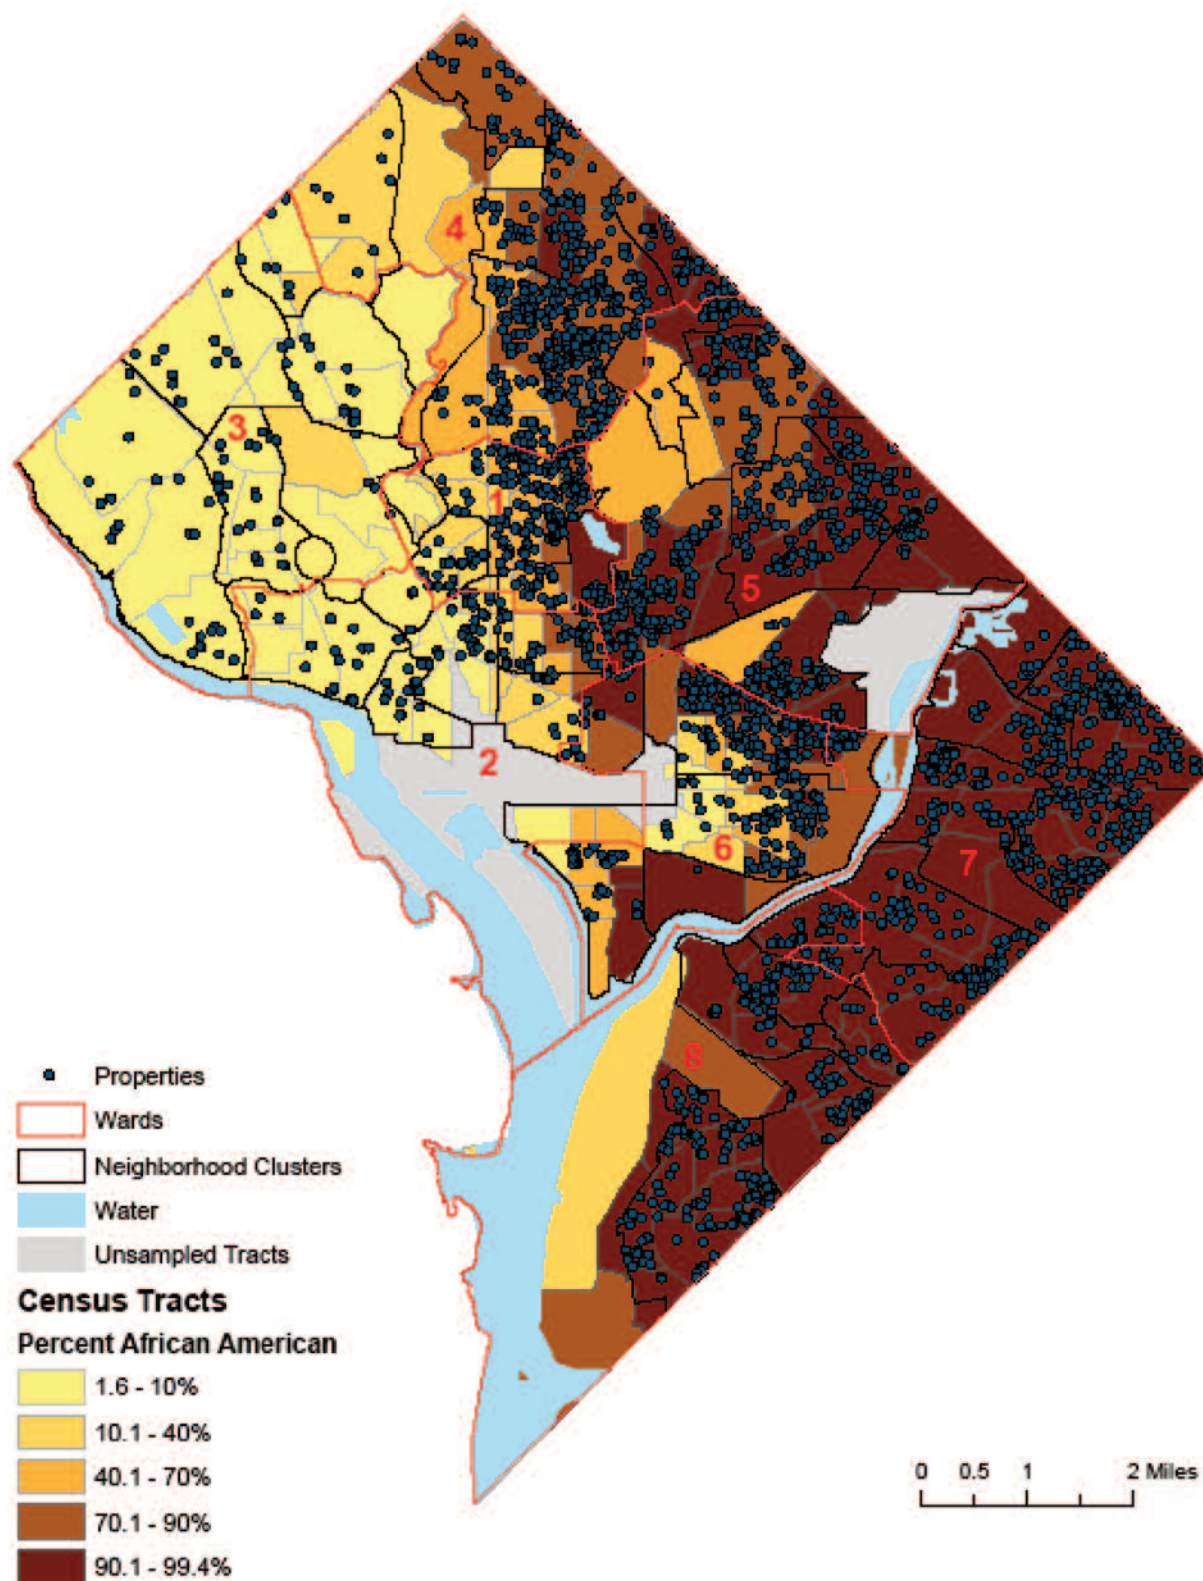 4
3
1
5
2
6
7
8
Properties
Wards
Neighborhood Clusters
Water
Unsampled Tracts
Census Tracts
Percent African American
1.6 - 10%
10.1 - 40%
40.1 - 70%
70.1 - 90%
90.1 - 99.4%
0 0.5 1 2 Miles